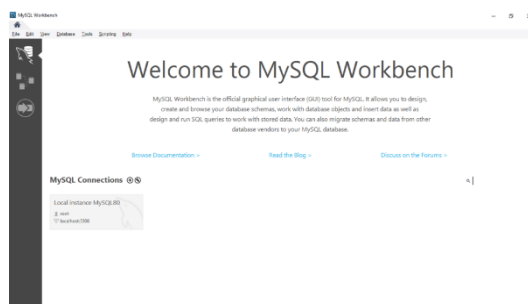 MySQL Workbench
File Edit View Database Tools Scripting Help
Welcome to MySQL Workbench
MySQL Workbench is the official graphical user interface (GUI) tool for MySQL. It allows you to design,
create and browse your database schemas, work with database objects and insert data as well as
design and run SQL queries to work with stored data. You can also migrate schemas and data from other
database vendors to your MySQL database.
Browse Documentation >
Read the Blog >
Discuss on the Forums >
MySQL Connections
Local instance MySQL80
root
localhost:3306